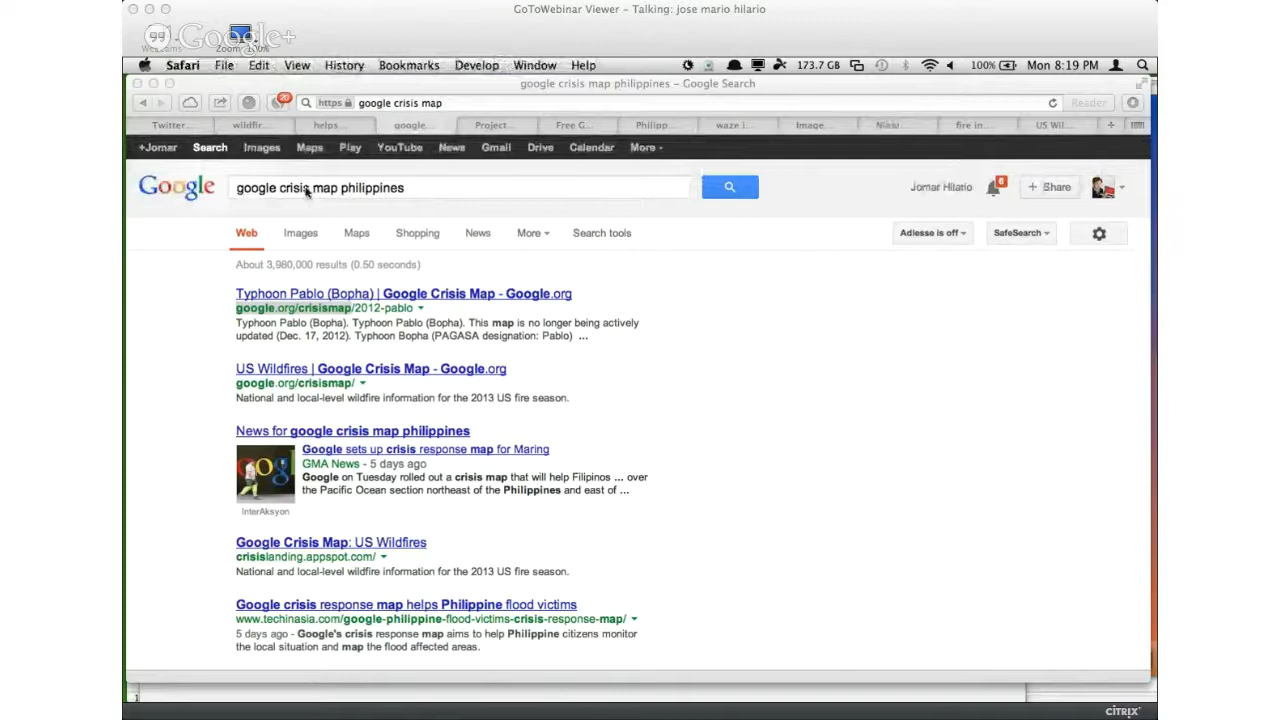 GoToWebinar Viewer – Talking: jose mario hilario
Google+
Safari File Edit View History Bookmarks Develop Window Help 173.7 GB 100% Mon 8:19 PM
google crisis map philippines – Google Search
20 https google crisis map Reader
Twitter... wildfir... helps... google Project... Free G... Philipp... waze i... Image... fire in... US Wil...
+Jomar Search Images Maps Play YouTube News Gmail Drive Calendar More
Google google crisis map philippines Jomar Hilario 6 + Share
Web Images Maps Shopping News More Search tools Adlesse is off SafeSearch
About 3,980,000 results (0.50 seconds)
Typhoon Pablo (Bopha) | Google Crisis Map - Google.org
google.org/crisismap/2012-pablo
Typhoon Pablo (Bopha). Typhoon Pablo (Bopha). This map is no longer being actively
updated (Dec. 17, 2012). Typhoon Bopha (PAGASA designation: Pablo) ...
US Wildfires | Google Crisis Map - Google.org
google.org/crisismap/
National and local-level wildfire information for the 2013 US fire season.
News for google crisis map philippines
Google sets up crisis response map for Maring
GMA News - 5 days ago
Google on Tuesday rolled out a crisis map that will help Filipinos ... over
the Pacific Ocean section northeast of the Philippines and east of ...
InterAksyon
Google Crisis Map: US Wildfires
crisislanding.appspot.com/
National and local-level wildfire information for the 2013 US fire season.
Google crisis response map helps Philippine flood victims
www.techinasia.com/google-philippine-flood-victims-crisis-response-map/
5 days ago - Google's crisis response map aims to help Philippine citizens monitor
the local situation and map the flood affected areas.
1
CITRIX